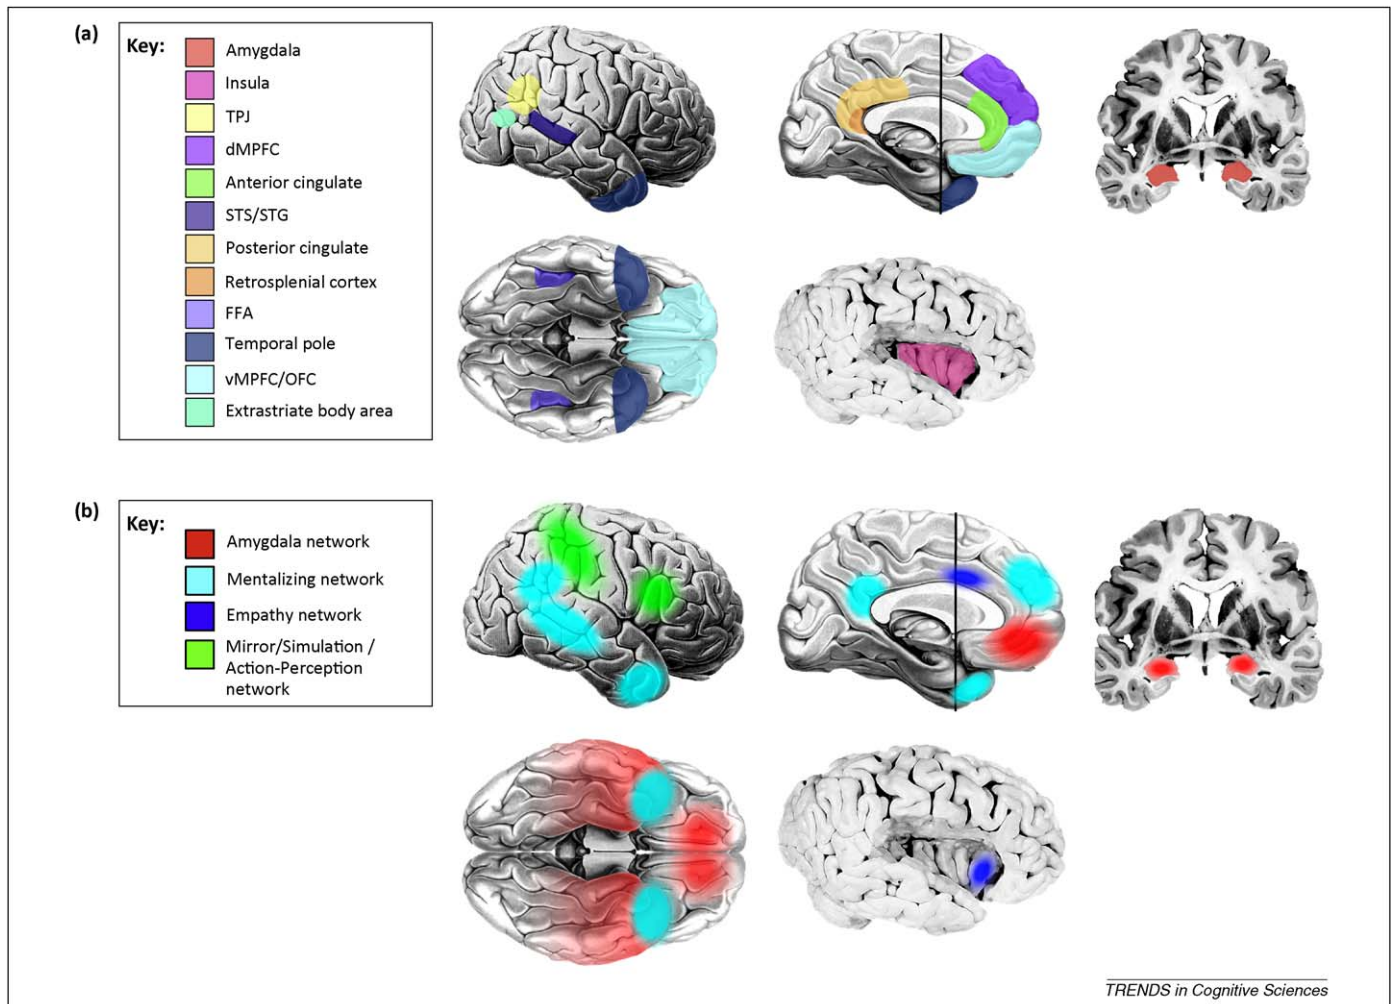 (a)
Key:
Amygdala
Insula
TPJ
dMPFC
Anterior cingulate
STS/STG
Posterior cingulate
Retrosplenial cortex
FFA
Temporal pole
vMPFC/OFC
Extrastriate body area
(b)
Key:
Amygdala network
Mentalizing network
Empathy network
Mirror/Simulation /
Action-Perception
network
TRENDS in Cognitive Sciences